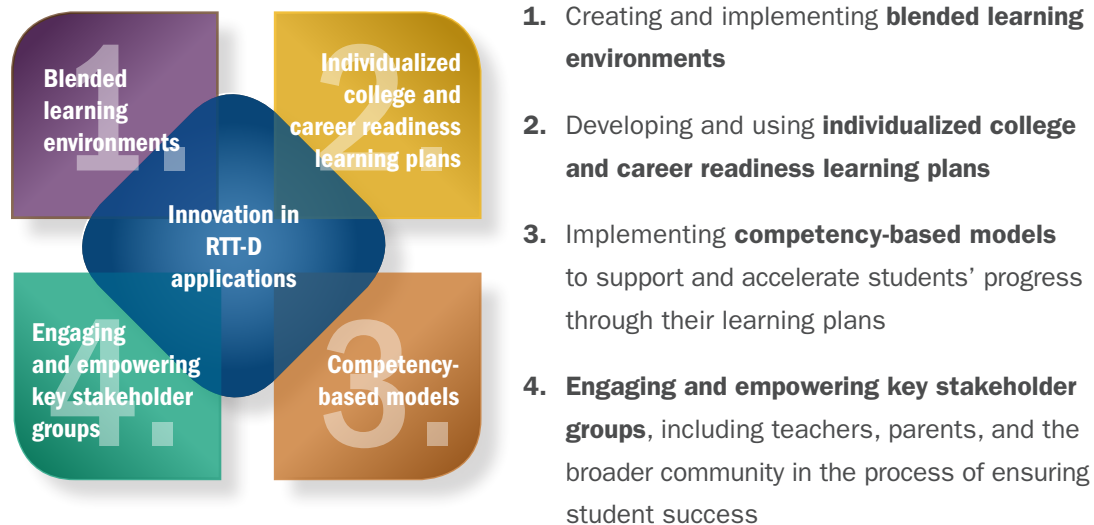 1.
Blended
learning
environments
2.
Individualized
college and
career readiness
learning plans
Innovation in
RTT-D
applications
4.
Engaging
and empowering
key stakeholder
groups
3.
Competency-
based models
1. Creating and implementing blended learning
environments
2. Developing and using individualized college
and career readiness learning plans
3. Implementing competency-based models
to support and accelerate students’ progress
through their learning plans
4. Engaging and empowering key stakeholder
groups, including teachers, parents, and the
broader community in the process of ensuring
student success